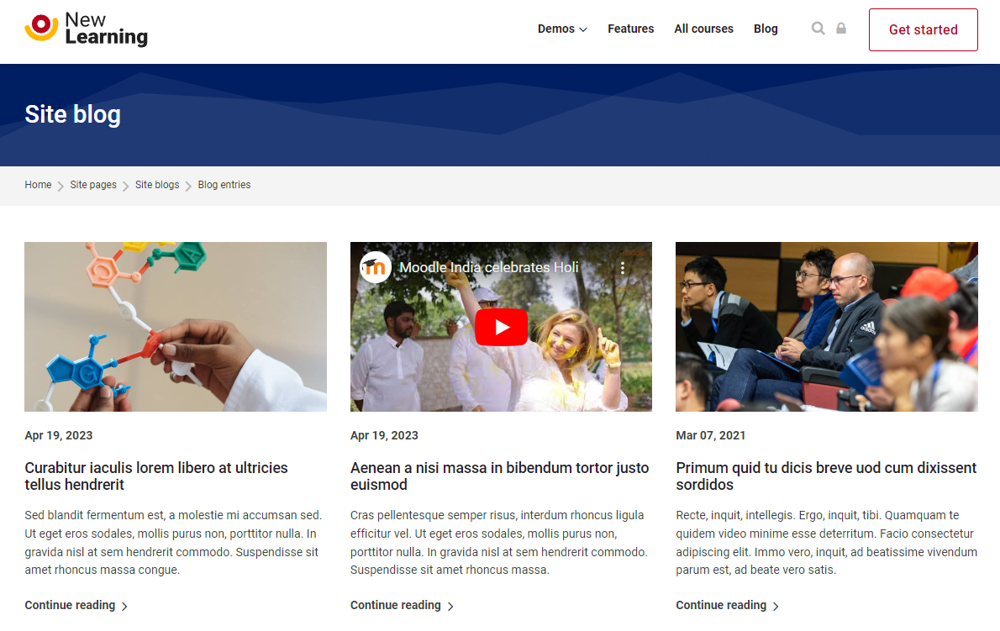 New
Learning
Demos
Features
All courses
Blog
Get started
Site blog
Home
Site pages
Site blogs
Blog entries
Moodle India celebrates Holi
Apr 19, 2023
Curabitur iaculis lorem libero at ultricies
tellus hendrerit
Sed blandit fermentum est, a molestie mi accumsan sed.
Ut eget eros sodales, mollis purus non, porttitor nulla. In
gravida nisl at sem hendrerit commodo. Suspendisse sit
amet rhoncus massa congue.
Continue reading
Apr 19, 2023
Aenean a nisi massa in bibendum tortor justo
euismod
Cras pellentesque semper risus, interdum rhoncus ligula
efficitur vel. Ut eget eros sodales, mollis purus non,
porttitor nulla. In gravida nisl at sem hendrerit commodo.
Suspendisse sit amet rhoncus massa.
Continue reading
adidas
Mar 07, 2021
Primum quid tu dicis breve uod cum dixissent
sordidos
Recte, inquit, intellegis. Ergo, inquit, tibi. Quamquam te
quidem video minime esse deterritum. Facio consectetur
adipiscing elit. Immo vero, inquit, ad beatissime vivendum
parum est, ad beate vero satis.
Continue reading